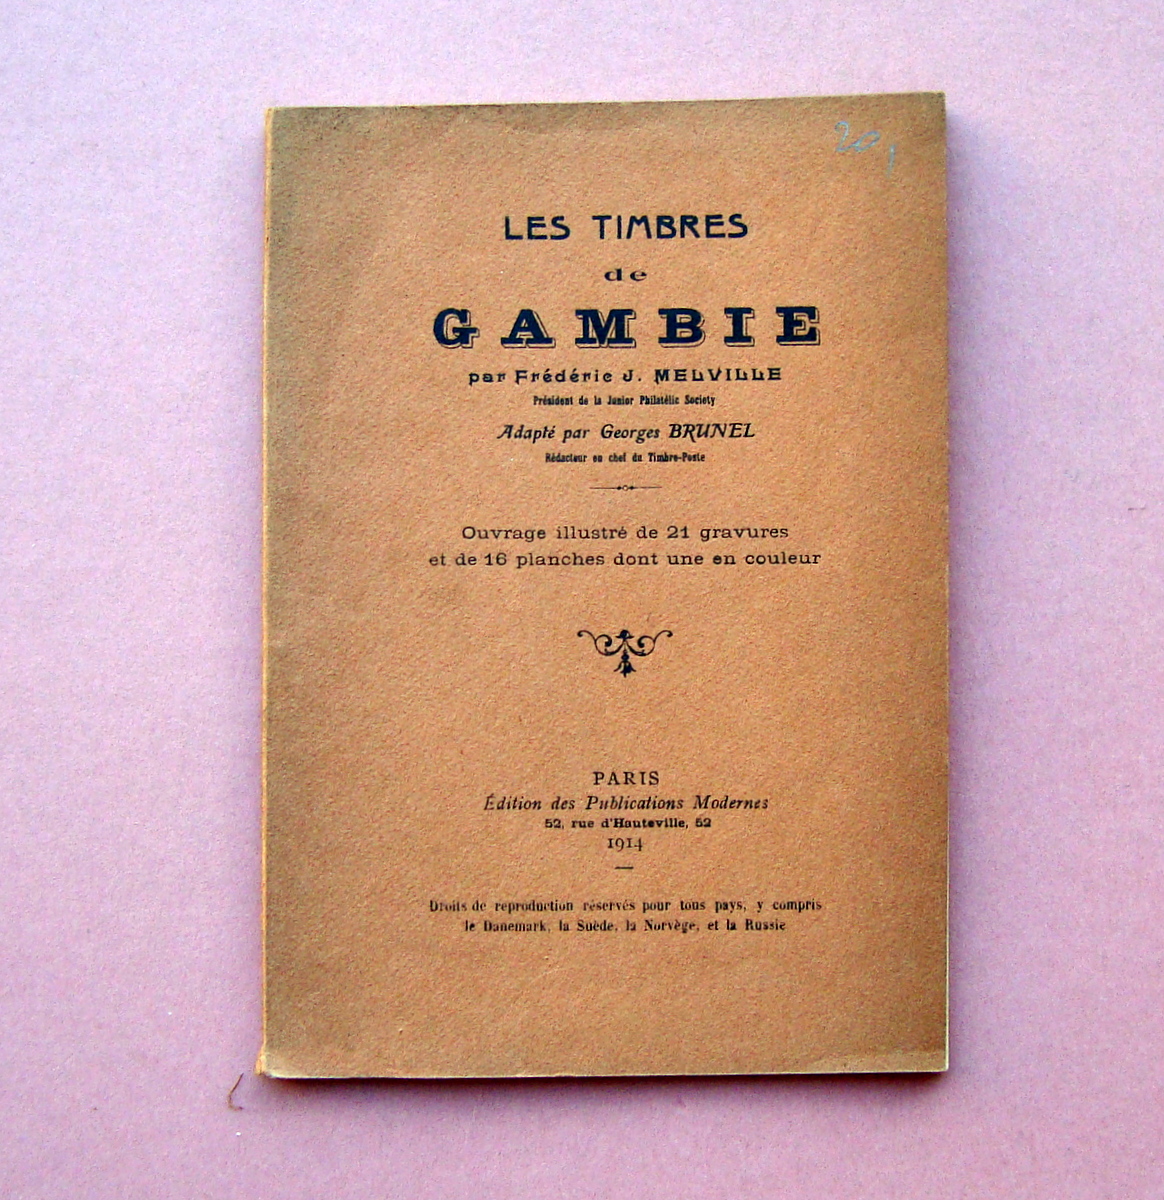 20,
LES TIMBRES
de
GAMBIE
par Frédéric J. MELVILLE
Président de la Junior Philatélic Society
Adapté par Georges BRUNEL
Rédacteur en chef du Timbre-Poste
Ouvrage illustré de 21 gravures
et de 16 planches dont une en couleur
PARIS
Édition des Publications Modernes
52, rue d'Hauteville, 52
1914
Droits de reproduction réservés pour tous pays, y compris
le Danemark, la Suède, la Norvège, et la Russie